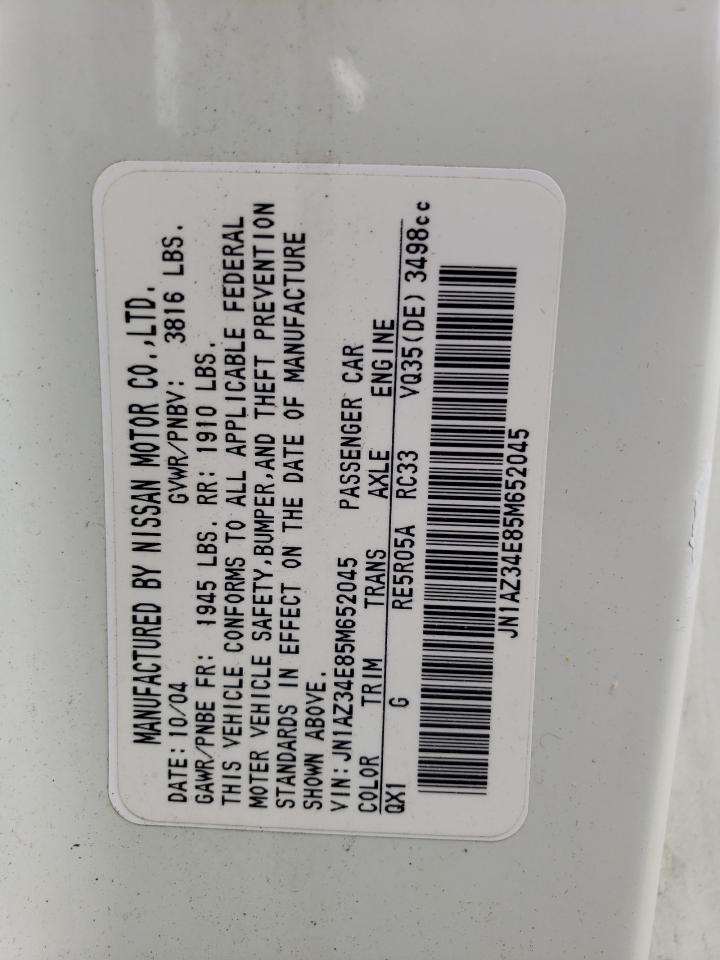 MANUFACTURED BY NISSAN MOTOR CO.,LTD.
DATE: 10/04 GVWR/PNBV: 3816 LBS.
GAWR/PNBE FR: 1945 LBS. RR: 1910 LBS.
THIS VEHICLE CONFORMS TO ALL APPLICABLE FEDERAL
MOTER VEHICLE SAFETY,BUMPER,AND THEFT PREVENTION
STANDARDS IN EFFECT ON THE DATE OF MANUFACTURE
SHOWN ABOVE.
VIN:JN1AZ34E85M652045 PASSENGER CAR
COLOR TRIM TRANS AXLE ENGINE
QX1 G RE5R05A RC33 VQ35(DE) 3498cc
JN1AZ34E85M652045